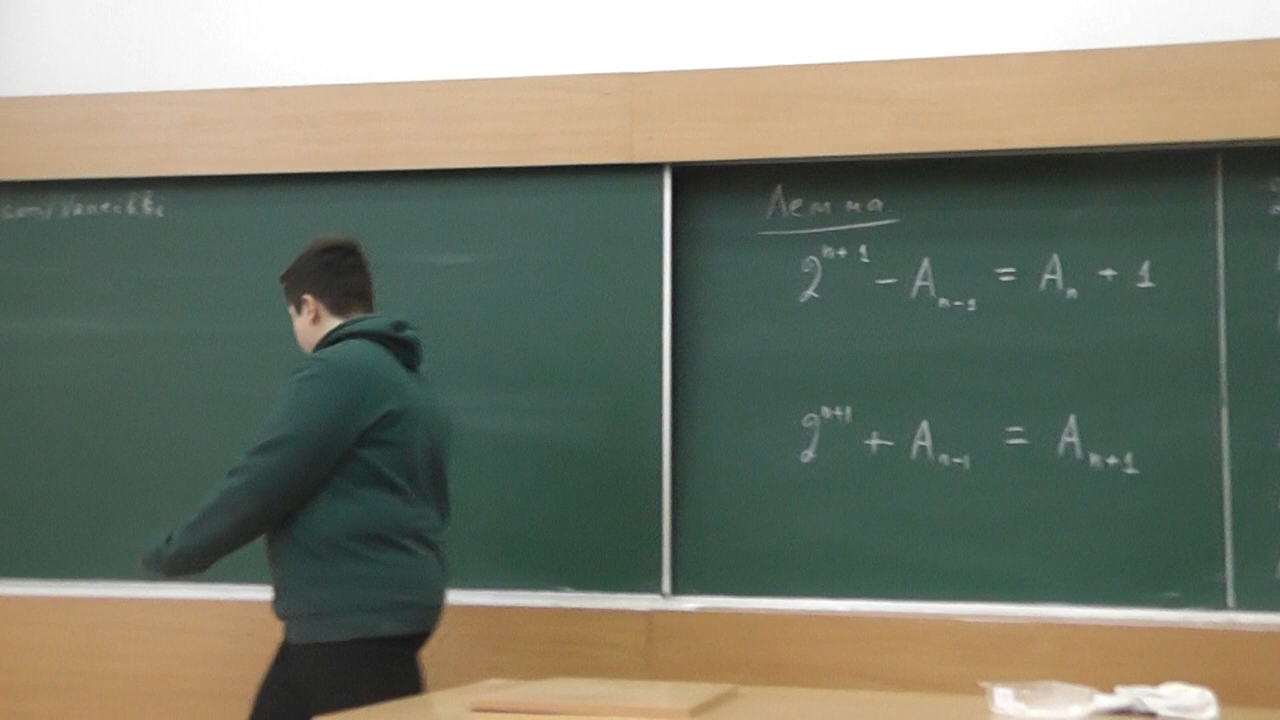 Лемма
2^{n+1} - A_{n-1} = A_n + 1
2^{n+1} + A_{n-1} = A_{n+1}